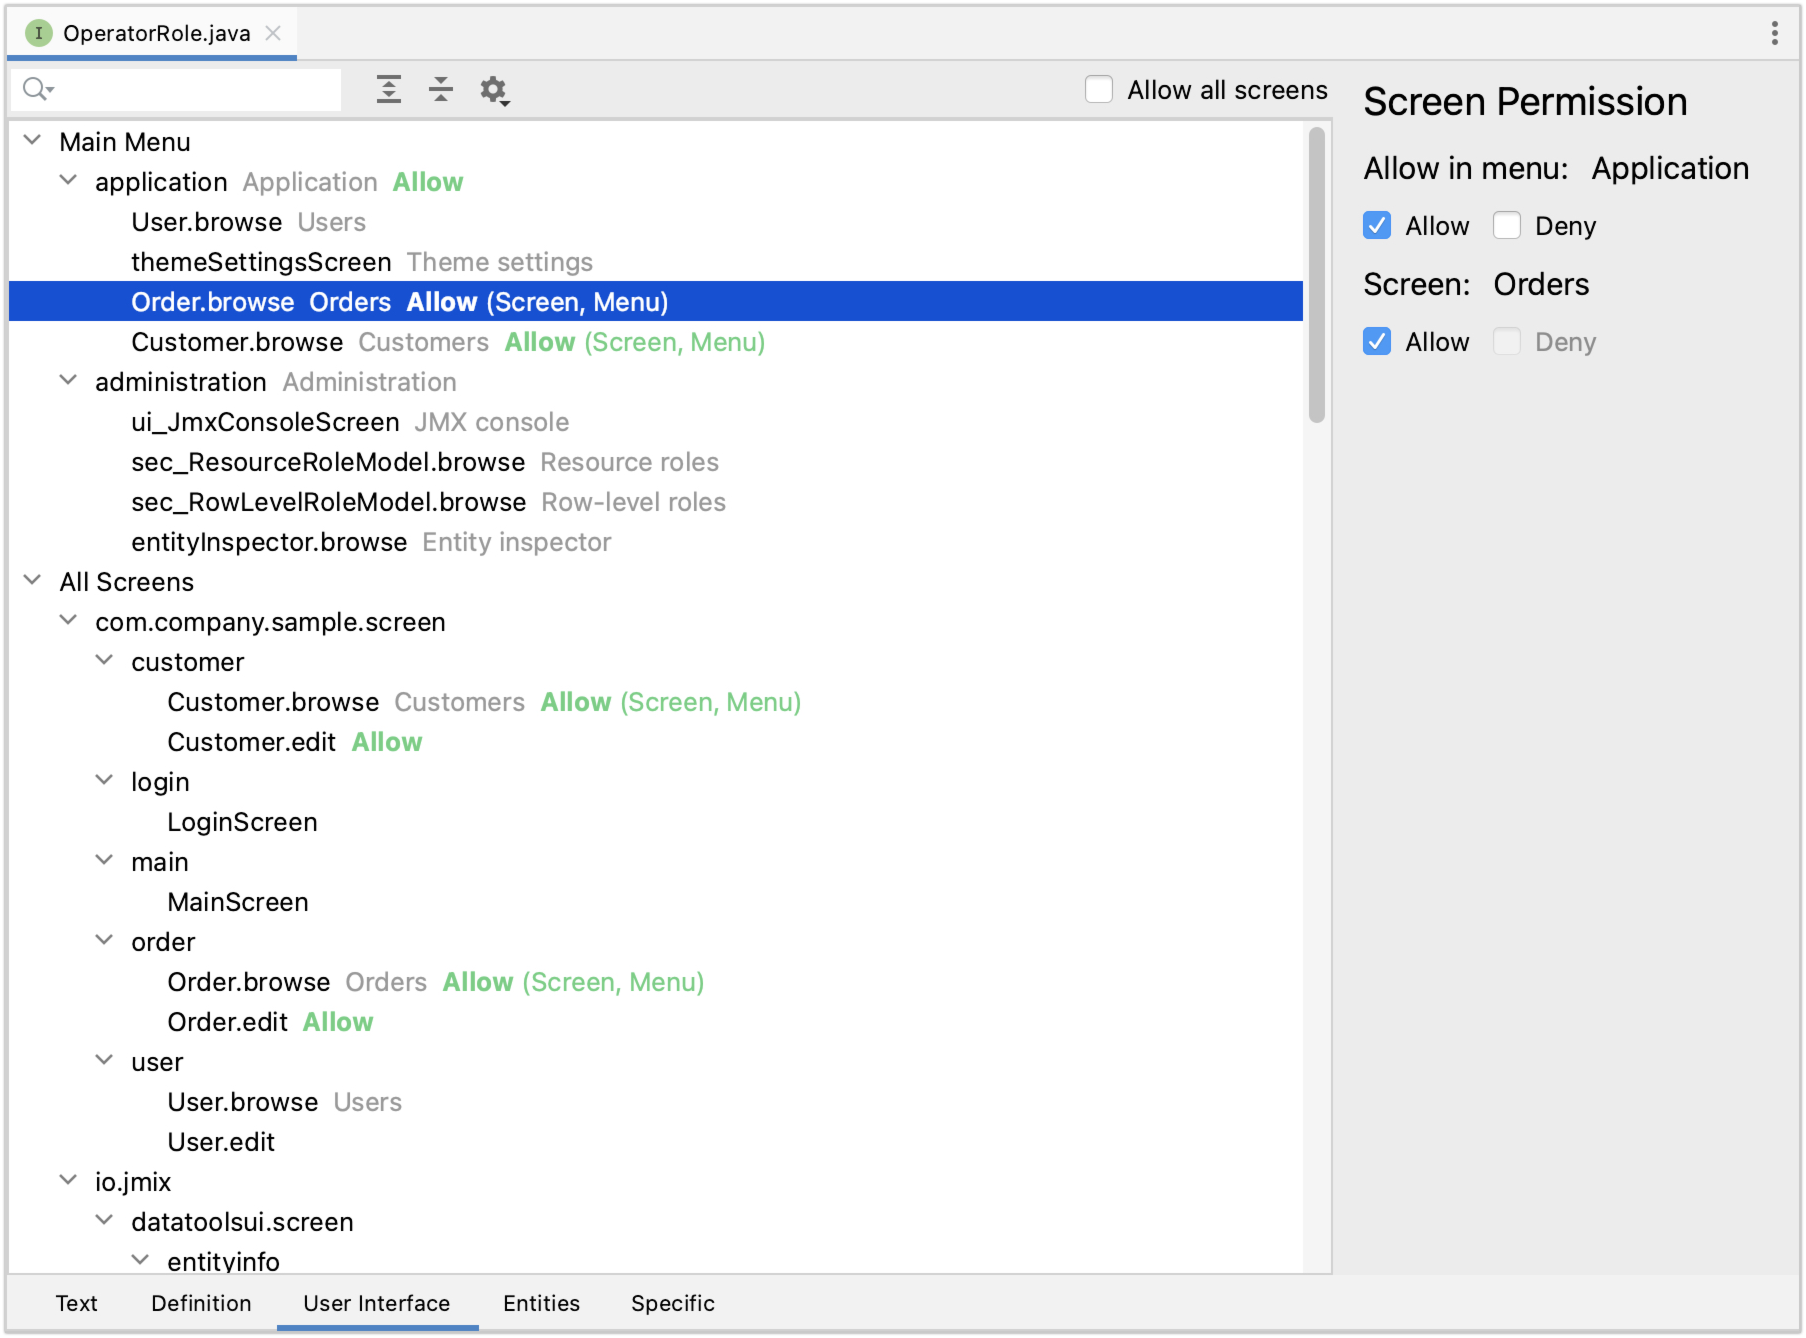 OperatorRole.java
Allow all screens
Main Menu
application Application Allow
User.browse Users
themeSettingsScreen Theme settings
Order.browse Orders Allow (Screen, Menu)
Customer.browse Customers Allow (Screen, Menu)
administration Administration
ui_JmxConsoleScreen JMX console
sec_ResourceRoleModel.browse Resource roles
sec_RowLevelRoleModel.browse Row-level roles
entityInspector.browse Entity inspector
All Screens
com.company.sample.screen
customer
Customer.browse Customers Allow (Screen, Menu)
Customer.edit Allow
login
LoginScreen
main
MainScreen
order
Order.browse Orders Allow (Screen, Menu)
Order.edit Allow
user
User.browse Users
User.edit
io.jmix
datatoolsui.screen
entityinfo
Screen Permission
Allow in menu: Application
Allow Deny
Screen: Orders
Allow Deny
Text Definition User Interface Entities Specific